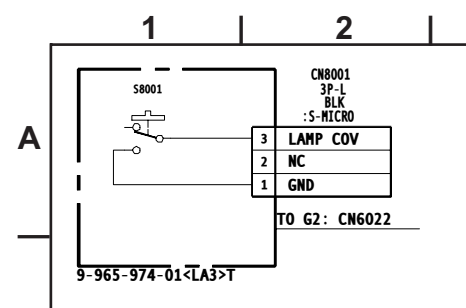 1 2
A
S8001
CN8001
3P-L
BLK
:S-MICRO
3 LAMP COV
2 NC
1 GND
TO G2: CN6022
9-965-974-01<LA3>T